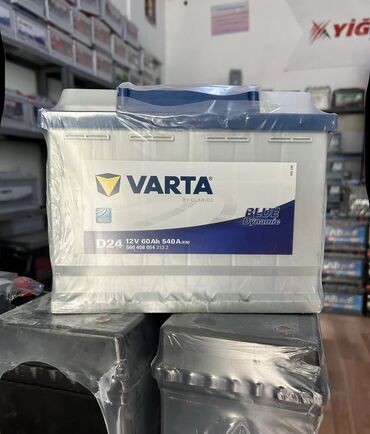 YİĞ
VARTA
BY CLARIOS
BLUE
Dynamic
D24 12V 60Ah 540A(EN)
560 408 054 313 2